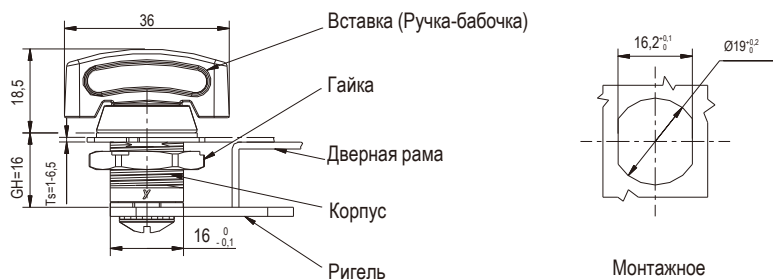 36
Вставка (Ручка-бабочка)
18,5
Гайка
GH=16
Ts=1-6,5
Дверная рама
Корпус
16 0 -0,1
Ригель
16,2 +0,1 0
Ø19 +0,2 0
Монтажное